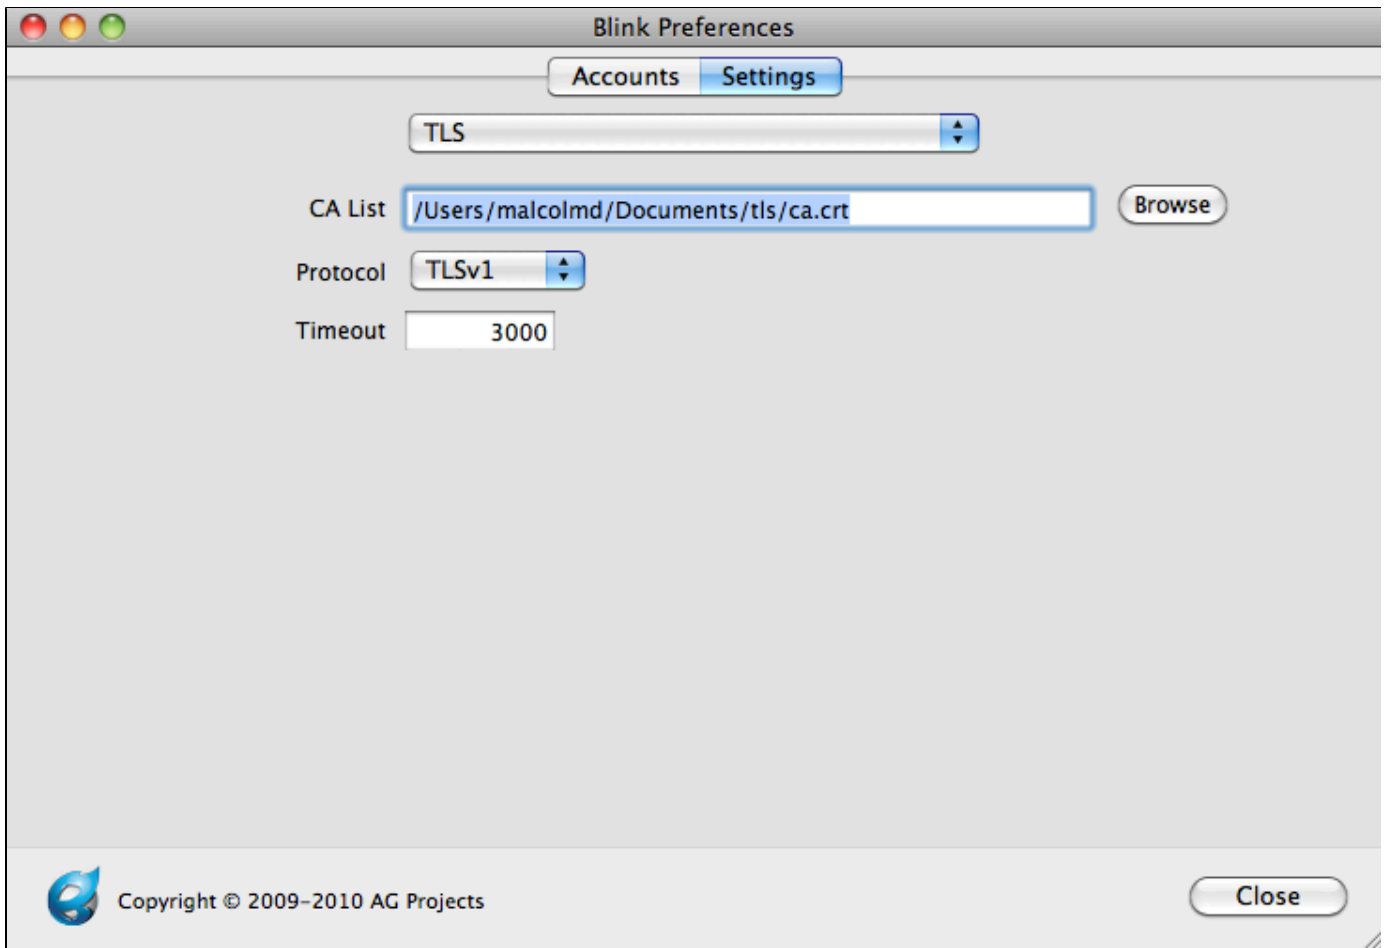 Blink Preferences
Accounts Settings
TLS
CA List /Users/malcolmd/Documents/tls/ca.crt Browse
Protocol TLSv1
Timeout 3000
Copyright © 2009-2010 AG Projects Close